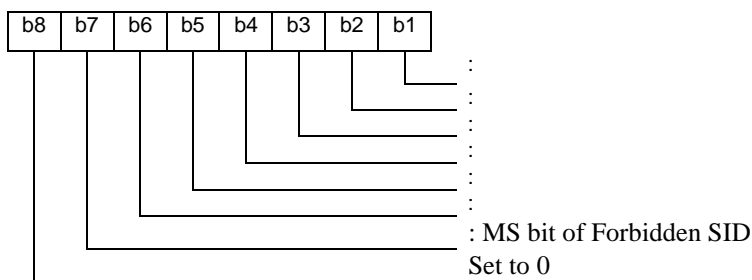 b8 b7 b6 b5 b4 b3 b2 b1
:
:
:
:
:
:
: MS bit of Forbidden SID
Set to 0